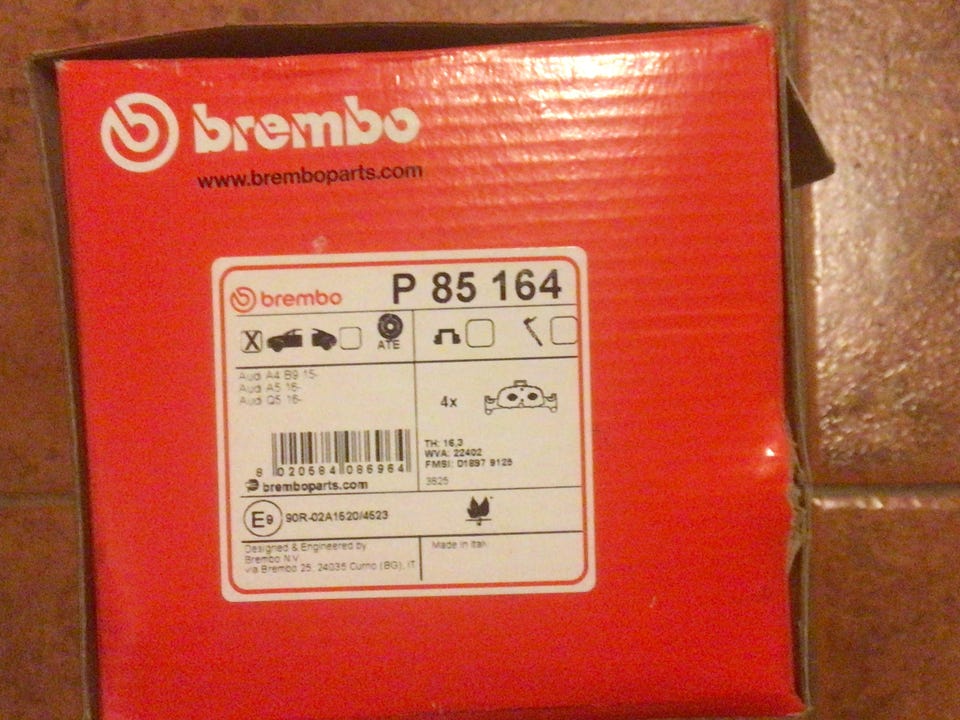 brembo
www.bremboparts.com
brembo P 85 164
X ATE
Audi A4 B9 15-
Audi A5 16-
Audi Q5 16-
4x
TH: 16,3
WVA: 22402
FMSI: D1897 9125
3625
8 020584 086964
bremboparts.com
E9 90R-02A1520/4623
Designed & Engineered by
Brembo N.V.
via Brembo 25, 24035 Curno (BG), IT
Made in Italy